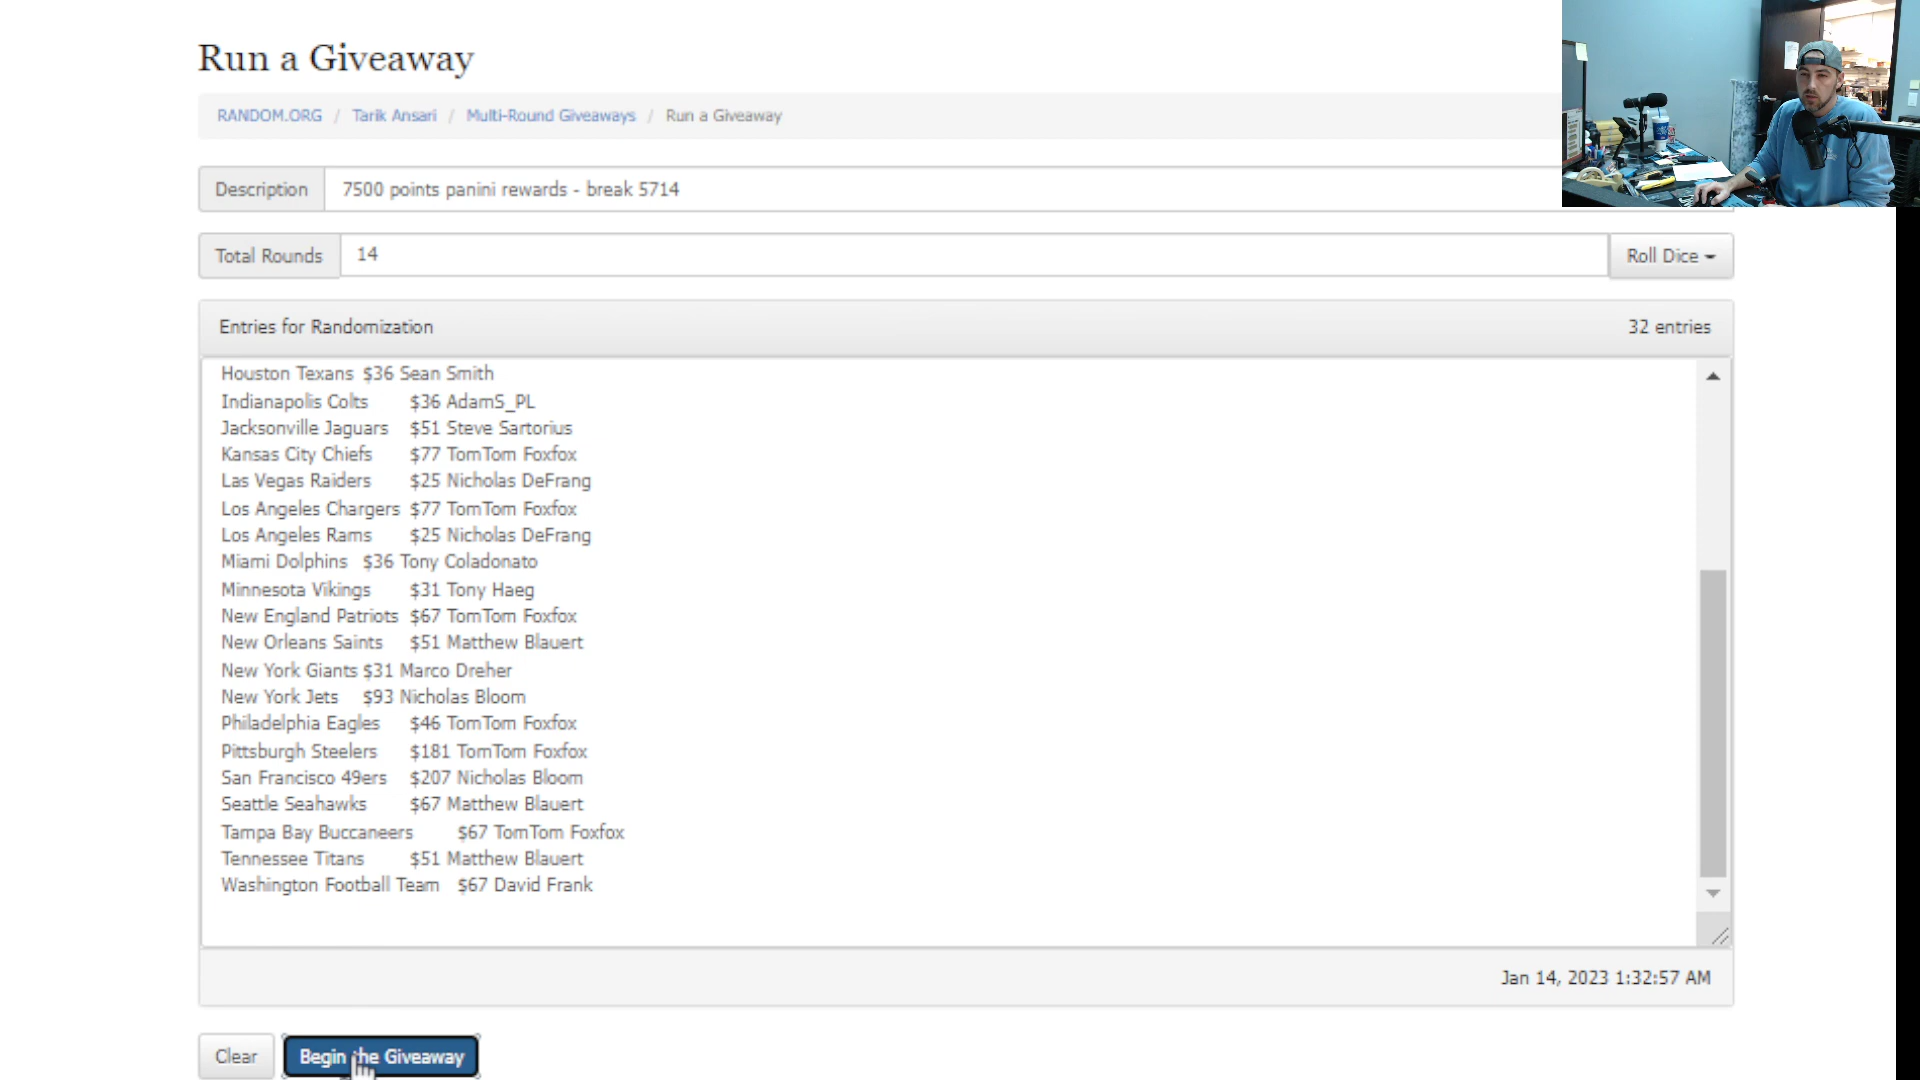 Run a Giveaway
RANDOM.ORG / Tarik Ansari / Multi-Round Giveaways / Run a Giveaway
Description 7500 points panini rewards - break 5714
Total Rounds 14 Roll Dice
Entries for Randomization 32 entries
Houston Texans $36 Sean Smith
Indianapolis Colts $36 AdamS_PL
Jacksonville Jaguars $51 Steve Sartorius
Kansas City Chiefs $77 TomTom Foxfox
Las Vegas Raiders $25 Nicholas DeFrang
Los Angeles Chargers $77 TomTom Foxfox
Los Angeles Rams $25 Nicholas DeFrang
Miami Dolphins $36 Tony Coladonato
Minnesota Vikings $31 Tony Haeg
New England Patriots $67 TomTom Foxfox
New Orleans Saints $51 Matthew Blauert
New York Giants $31 Marco Dreher
New York Jets $93 Nicholas Bloom
Philadelphia Eagles $46 TomTom Foxfox
Pittsburgh Steelers $181 TomTom Foxfox
San Francisco 49ers $207 Nicholas Bloom
Seattle Seahawks $67 Matthew Blauert
Tampa Bay Buccaneers $67 TomTom Foxfox
Tennessee Titans $51 Matthew Blauert
Washington Football Team $67 David Frank
Jan 14, 2023 1:32:57 AM
Clear Begin the Giveaway